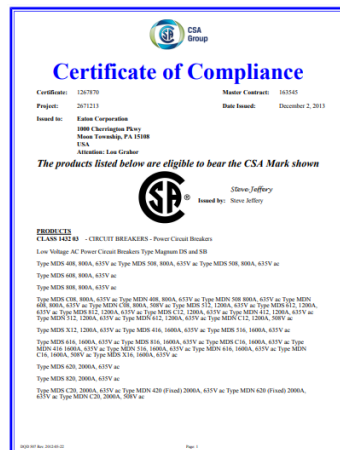 CSA
Group
Certificate of Compliance
Certificate: 1267870 Master Contract: 163545
Project: 2671213 Date Issued: December 2, 2013
Issued to: Eaton Corporation
1000 Cherrington Pkwy
Moon Township, PA 15108
USA
Attention: Lou Grahor
The products listed below are eligible to bear the CSA Mark shown
Steve Jeffery
Issued by: Steve Jeffery
PRODUCTS
CLASS 1432 03 - CIRCUIT BREAKERS - Power Circuit Breakers
Low Voltage AC Power Circuit Breakers Type Magnum DS and SB
Type MDS 408, 800A, 635V ac Type MDS 508, 800A, 635V ac Type MDS 508, 800A, 635V ac
Type MDS 608, 800A, 635V ac
Type MDS 808, 800A, 635V ac
Type MDS C08, 800A, 635V ac Type MDN 408, 800A, 635V ac Type MDN 508 800A, 635V ac Type MDN
608, 800A, 635V ac Type MDN C08, 800A, 508V ac Type MDS 512, 1200A, 635V ac Type MDS 612, 1200A,
635V ac Type MDS 812, 1200A, 635V ac Type MDS C12, 1200A, 635V ac Type MDN 412, 1200A, 635V ac
Type MDN 512, 1200A, 635V ac Type MDN 612, 1200A, 635V ac Type MDN C12, 1200A, 508V ac
Type MDS X12, 1200A, 635V ac Type MDS 416, 1600A, 635V ac Type MDS 516, 1600A, 635V ac
Type MDS 616, 1600A, 635V ac Type MDS 816, 1600A, 635V ac Type MDS C16, 1600A, 635V ac Type
MDN 416 1600A, 635V ac Type MDN 516, 1600A, 635V ac Type MDN 616, 1600A, 635V ac Type MDN
C16, 1600A, 508V ac Type MDS X16, 1600A, 635V ac
Type MDS 620, 2000A, 635V ac
Type MDS 820, 2000A, 635V ac
Type MDS C20, 2000A, 635V ac Type MDN 420 (Fixed) 2000A, 635V ac Type MDN 620 (Fixed) 2000A,
635V ac Type MDN C20, 2000A, 508V ac
DQD 507 Rev. 2012-05-22 Page 1